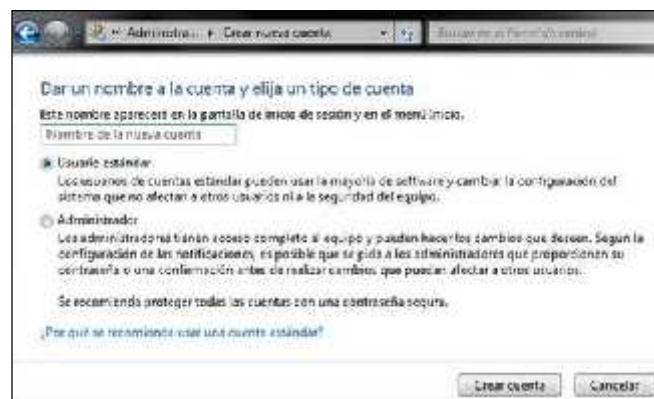 « Administra... ▸ Crear nueva cuenta
Buscar en el Panel de control
Dar un nombre a la cuenta y elija un tipo de cuenta
Este nombre aparecerá en la pantalla de inicio de sesión y en el menú Inicio.
Nombre de la nueva cuenta
Usuario estándar
Los usuarios de cuentas estándar pueden usar la mayoría de software y cambiar la configuración del
sistema que no afectan a otros usuarios ni a la seguridad del equipo.
Administrador
Los administradores tienen acceso completo al equipo y pueden hacer los cambios que deseen. Según la
configuración de las notificaciones, es posible que se pida a los administradores que proporcionen su
contraseña o una confirmación antes de realizar cambios que puedan afectar a otros usuarios.
Se recomienda proteger todas las cuentas con una contraseña segura.
¿Por qué se recomienda usar una cuenta estándar?
Crear cuenta Cancelar